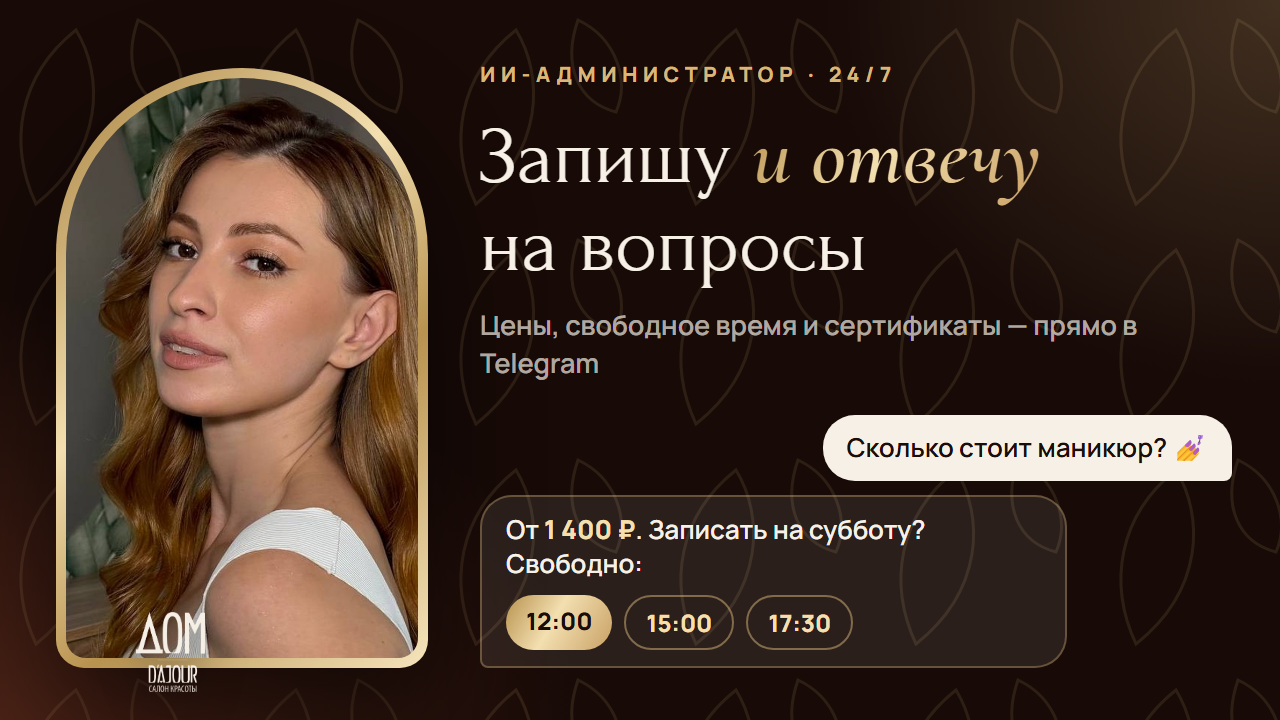 ИИ-АДМИНИСТРАТОР · 24/7
Запишу и отвечу
на вопросы
Цены, свободное время и сертификаты — прямо в
Telegram
Сколько стоит маникюр? 💅
От 1 400 ₽. Записать на субботу?
Свободно:
12:00 15:00 17:30
ДОМ
D'AJOUR
САЛОН КРАСОТЫ